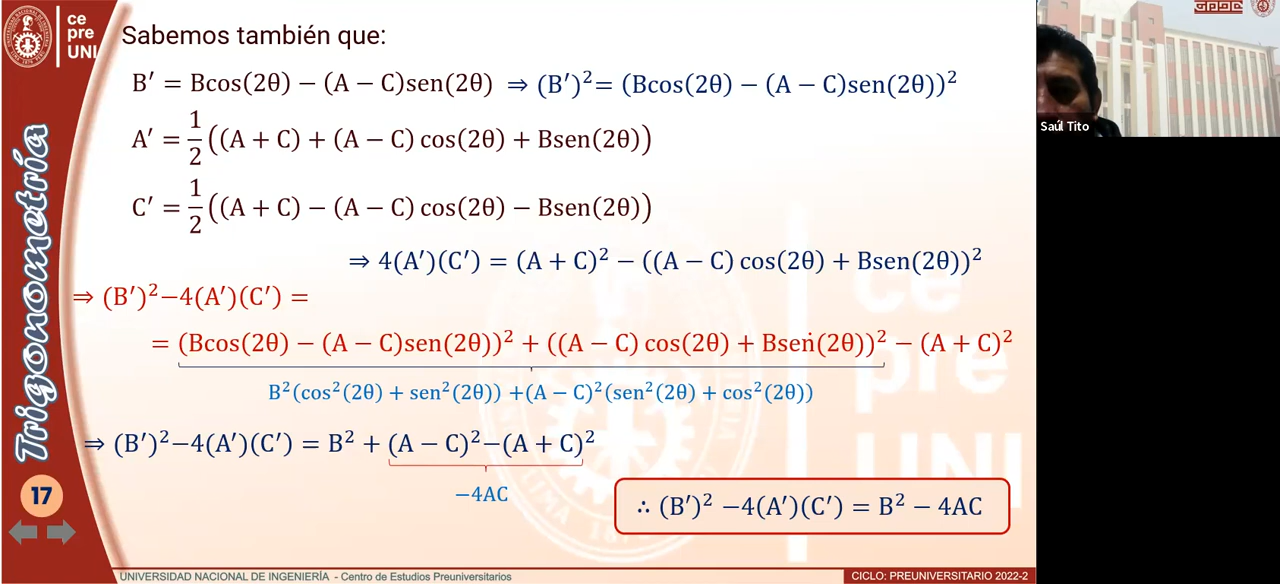 ce
pre
UNI
Sabemos también que:
B′ = Bcos(2θ) − (A − C)sen(2θ) ⇒ (B′)²= (Bcos(2θ) − (A − C)sen(2θ))²
A′ = 1/2 ((A + C) + (A − C) cos(2θ) + Bsen(2θ))
C′ = 1/2 ((A + C) − (A − C) cos(2θ) − Bsen(2θ))
⇒ 4(A′)(C′) = (A + C)² − ((A − C) cos(2θ) + Bsen(2θ))²
⇒ (B′)²−4(A′)(C′) =
= (Bcos(2θ) − (A − C)sen(2θ))² + ((A − C) cos(2θ) + Bsen(2θ))² − (A + C)²
B²(cos²(2θ) + sen²(2θ)) +(A − C)²(sen²(2θ) + cos²(2θ))
⇒ (B′)²−4(A′)(C′) = B² + (A − C)²−(A + C)²
−4AC
∴ (B′)² −4(A′)(C′) = B² − 4AC
Trigonometría
17
UNIVERSIDAD NACIONAL DE INGENIERÍA - Centro de Estudios Preuniversitarios
CICLO: PREUNIVERSITARIO 2022-2
Saúl Tito
ce
pre
UNI